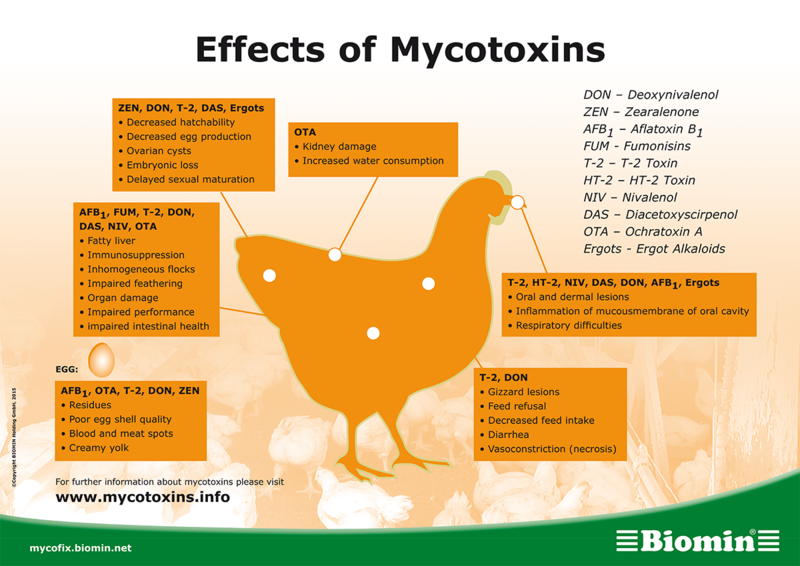 Effects of Mycotoxins
ZEN, DON, T-2, DAS, Ergots
• Decreased hatchability
• Decreased egg production
• Ovarian cysts
• Embryonic loss
• Delayed sexual maturation
OTA
• Kidney damage
• Increased water consumption
DON – Deoxynivalenol
ZEN – Zearalenone
AFB1 – Aflatoxin B1
FUM - Fumonisins
T-2 – T-2 Toxin
HT-2 – HT-2 Toxin
NIV – Nivalenol
DAS – Diacetoxyscirpenol
OTA – Ochratoxin A
Ergots - Ergot Alkaloids
AFB1, FUM, T-2, DON,
DAS, NIV, OTA
• Fatty liver
• Immunosuppression
• Inhomogeneous flocks
• Impaired feathering
• Organ damage
• Impaired performance
• impaired intestinal health
T-2, HT-2, NIV, DAS, DON, AFB1, Ergots
• Oral and dermal lesions
• Inflammation of mucousmembrane of oral cavity
• Respiratory difficulties
EGG:
AFB1, OTA, T-2, DON, ZEN
• Residues
• Poor egg shell quality
• Blood and meat spots
• Creamy yolk
T-2, DON
• Gizzard lesions
• Feed refusal
• Decreased feed intake
• Diarrhea
• Vasoconstriction (necrosis)
©Copyright BIOMIN Holding GmbH, 2015
For further information about mycotoxins please visit
www.mycotoxins.info
mycofix.biomin.net
Biomin®